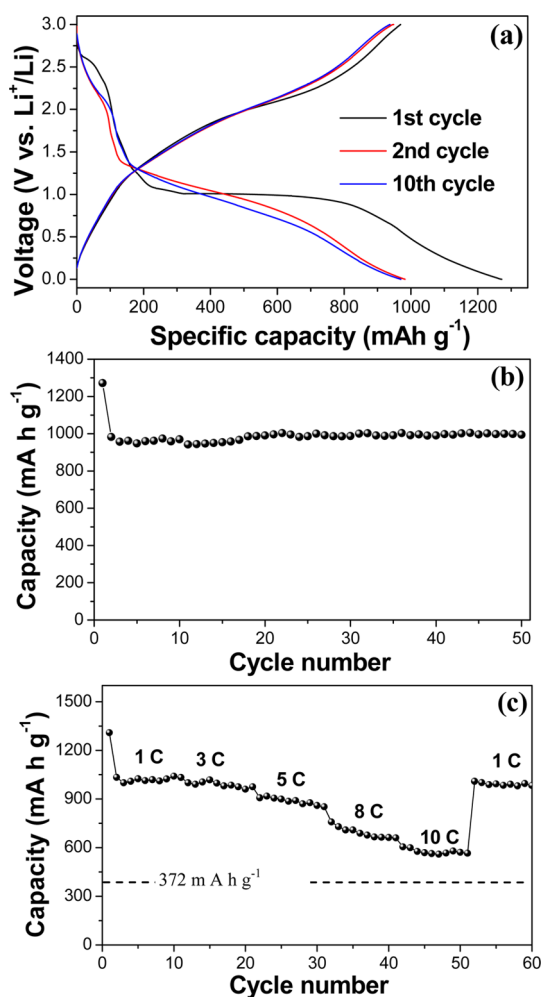 (a)
3.0
2.5
2.0
1.5
1.0
0.5
0.0
Voltage (V vs. Li⁺/Li)
1st cycle
2nd cycle
10th cycle
0 200 400 600 800 1000 1200
Specific capacity (mAh g⁻¹)
(b)
1400
1200
1000
800
600
400
200
0
Capacity (mA h g⁻¹)
0 10 20 30 40 50
Cycle number
(c)
1500
1200
900
600
300
0
Capacity (mA h g⁻¹)
1 C 3 C 5 C 8 C 10 C 1 C
372 m A h g⁻¹
0 10 20 30 40 50 60
Cycle number